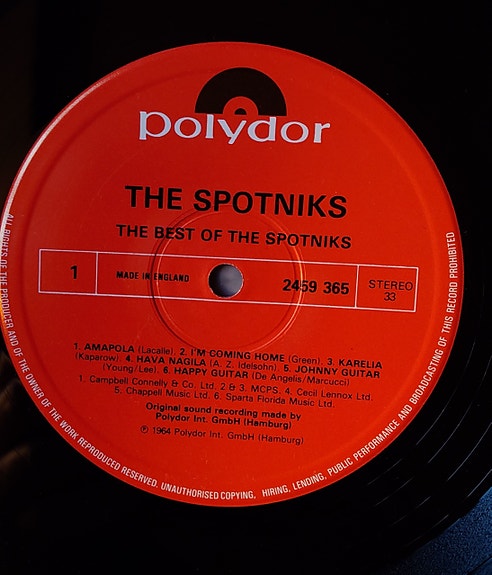 polydor
THE SPOTNIKS
THE BEST OF THE SPOTNIKS
1
MADE IN ENGLAND
2459 365
STEREO
33
1. AMAPOLA (Lacalle). 2. I'M COMING HOME (Green). 3. KARELIA
(Kaparow). 4. HAVA NAGILA (A. Z. Idelsohn). 5. JOHNNY GUITAR
(Young/Lee). 6. HAPPY GUITAR (De Angelis/Marcucci)
1. Campbell Connelly & Co. Ltd. 2 & 3. MCPS. 4. Cecil Lennox Ltd.
5. Chappell Music Ltd. 6. Sparta Florida Music Ltd.
Original sound recording made by
Polydor Int. GmbH (Hamburg)
℗ 1964 Polydor Int. GmbH (Hamburg)
ALL RIGHTS OF THE PRODUCER AND OF THE OWNER OF THE WORK REPRODUCED RESERVED. UNAUTHORISED COPYING, HIRING, LENDING, PUBLIC PERFORMANCE AND BROADCASTING OF THIS RECORD PROHIBITED